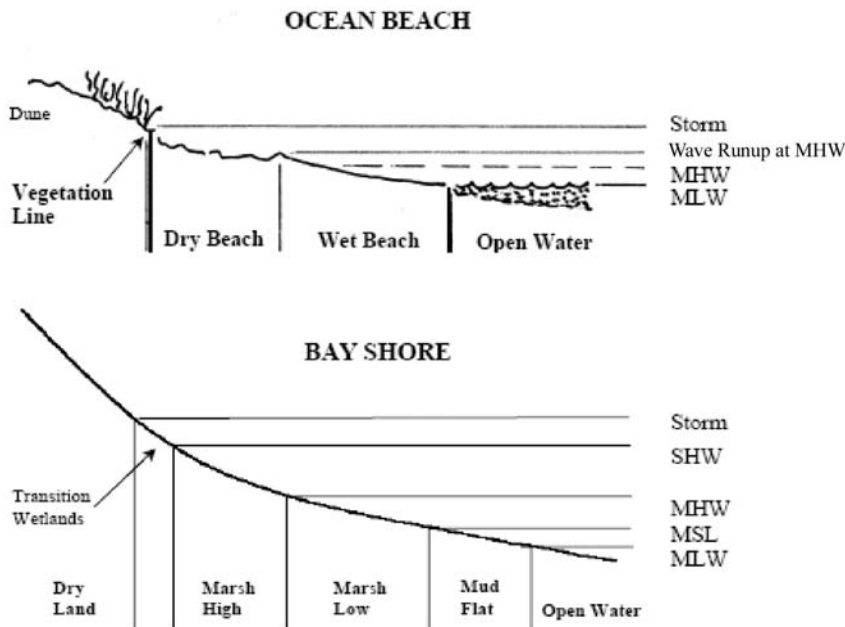 OCEAN BEACH
Dune
Storm
Wave Runup at MHW
MHW
MLW
Vegetation
Line
Dry Beach
Wet Beach
Open Water
BAY SHORE
Storm
SHW
MHW
MSL
MLW
Transition
Wetlands
Dry
Land
Marsh
High
Marsh
Low
Mud
Flat
Open Water